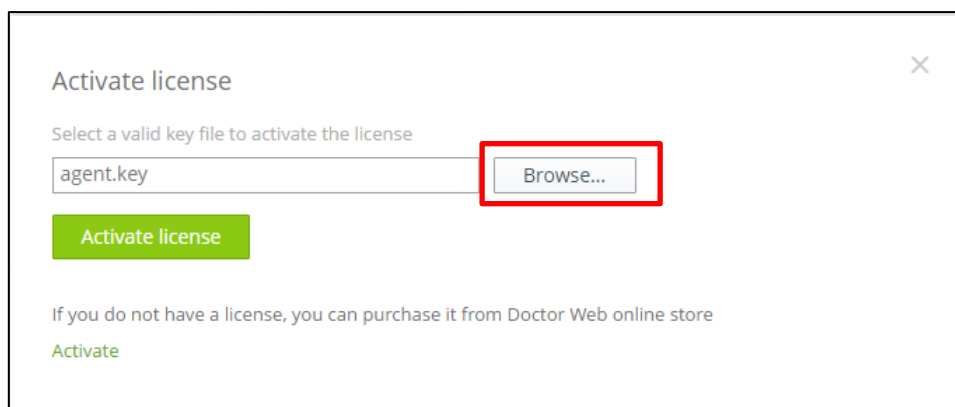 Activate license
Select a valid key file to activate the license
agent.key
Browse...
Activate license
If you do not have a license, you can purchase it from Doctor Web online store
Activate